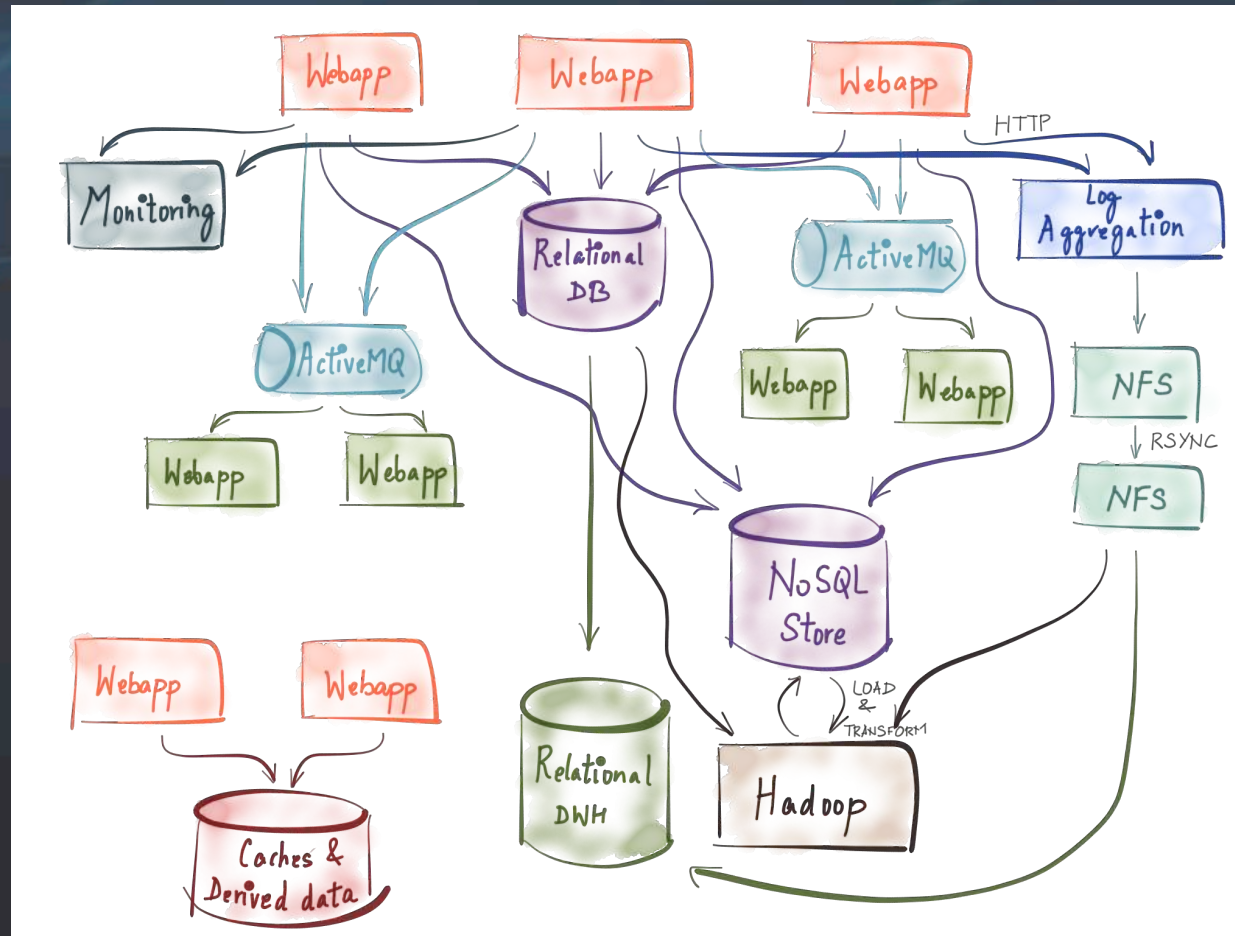 Webapp
Webapp
Webapp
HTTP
Monitoring
Log
Aggregation
Relational
DB
ActiveMQ
ActiveMQ
Webapp
Webapp
NFS
RSYNC
Webapp
Webapp
NFS
NoSQL
Store
Webapp
Webapp
LOAD
&
TRANSFORM
Relational
DWH
Hadoop
Caches &
Derived data